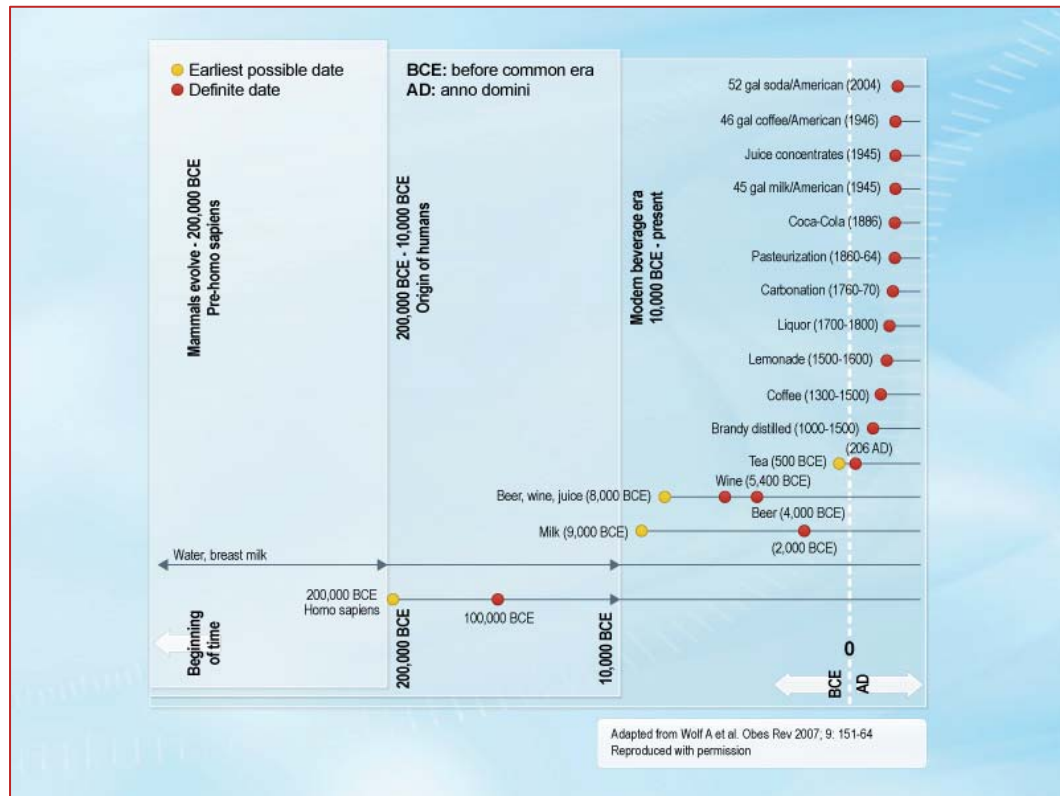 Earliest possible date
Definite date
BCE: before common era
AD: anno domini
Mammals evolve - 200,000 BCE
Pre-homo sapiens
200,000 BCE - 10,000 BCE
Origin of humans
Modern beverage era
10,000 BCE - present
52 gal soda/American (2004)
46 gal coffee/American (1946)
Juice concentrates (1945)
45 gal milk/American (1945)
Coca-Cola (1886)
Pasteurization (1860-64)
Carbonation (1760-70)
Liquor (1700-1800)
Lemonade (1500-1600)
Coffee (1300-1500)
Brandy distilled (1000-1500)
(206 AD)
Tea (500 BCE)
Wine (5,400 BCE)
Beer, wine, juice (8,000 BCE)
Beer (4,000 BCE)
Milk (9,000 BCE)
(2,000 BCE)
Water, breast milk
200,000 BCE
Homo sapiens
100,000 BCE
Beginning
of time
200,000 BCE
10,000 BCE
0
BCE
AD
Adapted from Wolf A et al. Obes Rev 2007; 9: 151-64
Reproduced with permission